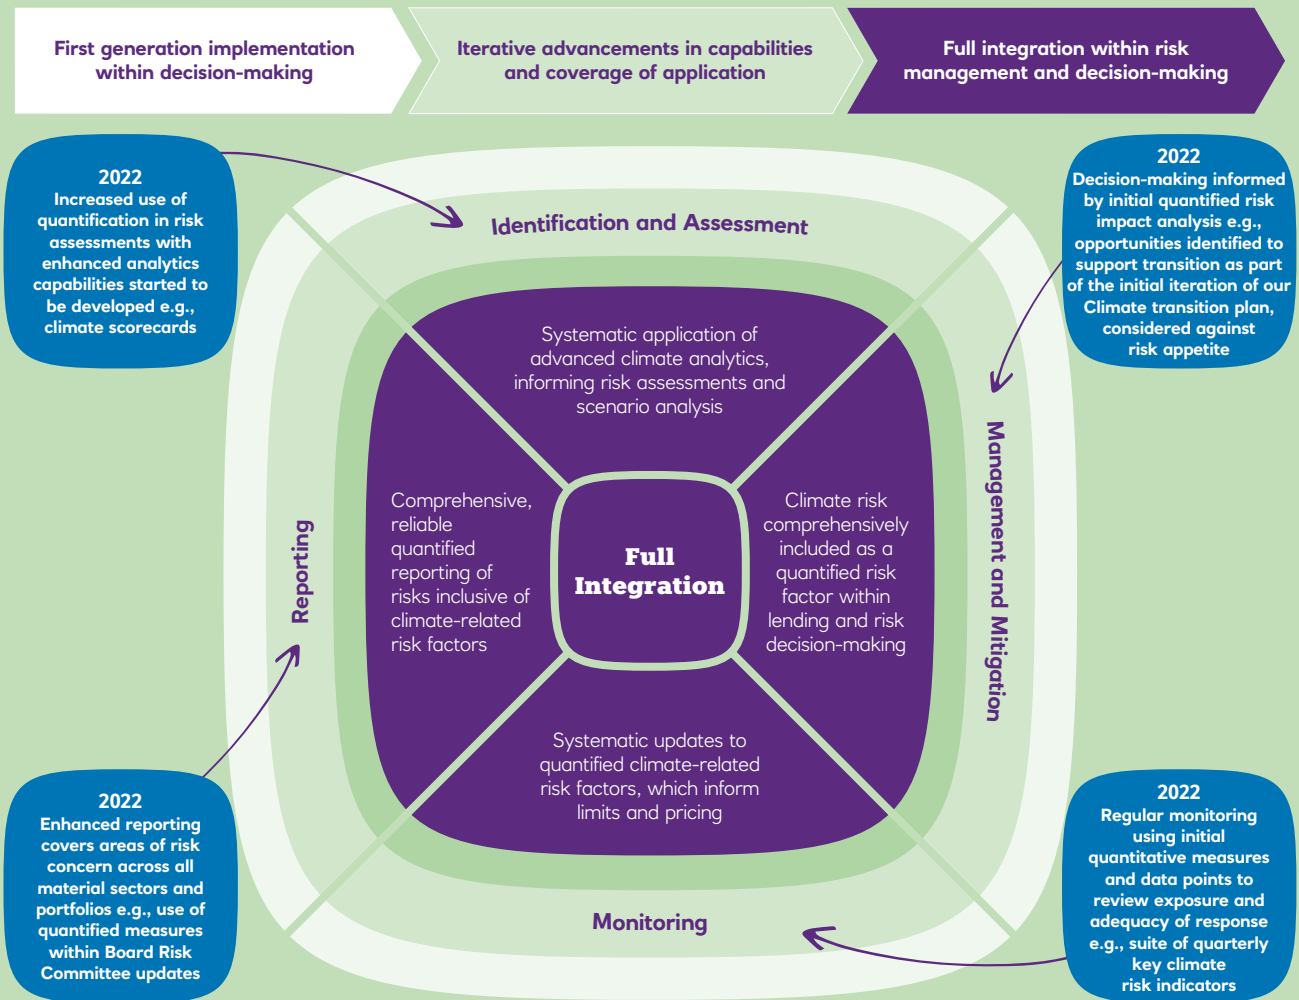 First generation implementation
within decision-making
Iterative advancements in capabilities
and coverage of application
Full integration within risk
management and decision-making
2022
Increased use of
quantification in risk
assessments with
enhanced analytics
capabilities started to
be developed e.g.,
climate scorecards
2022
Decision-making informed
by initial quantified risk
impact analysis e.g.,
opportunities identified to
support transition as part
of the initial iteration of our
Climate transition plan,
considered against
risk appetite
Identification and Assessment
Systematic application of
advanced climate analytics,
informing risk assessments and
scenario analysis
Management and Mitigation
Climate risk
comprehensively
included as a
quantified risk
factor within
lending and risk
decision-making
Full
Integration
Comprehensive,
reliable
quantified
reporting of
risks inclusive of
climate-related
risk factors
Reporting
Systematic updates to
quantified climate-related
risk factors, which inform
limits and pricing
Monitoring
2022
Enhanced reporting
covers areas of risk
concern across all
material sectors and
portfolios e.g., use of
quantified measures
within Board Risk
Committee updates
2022
Regular monitoring
using initial
quantitative measures
and data points to
review exposure and
adequacy of response
e.g., suite of quarterly
key climate
risk indicators